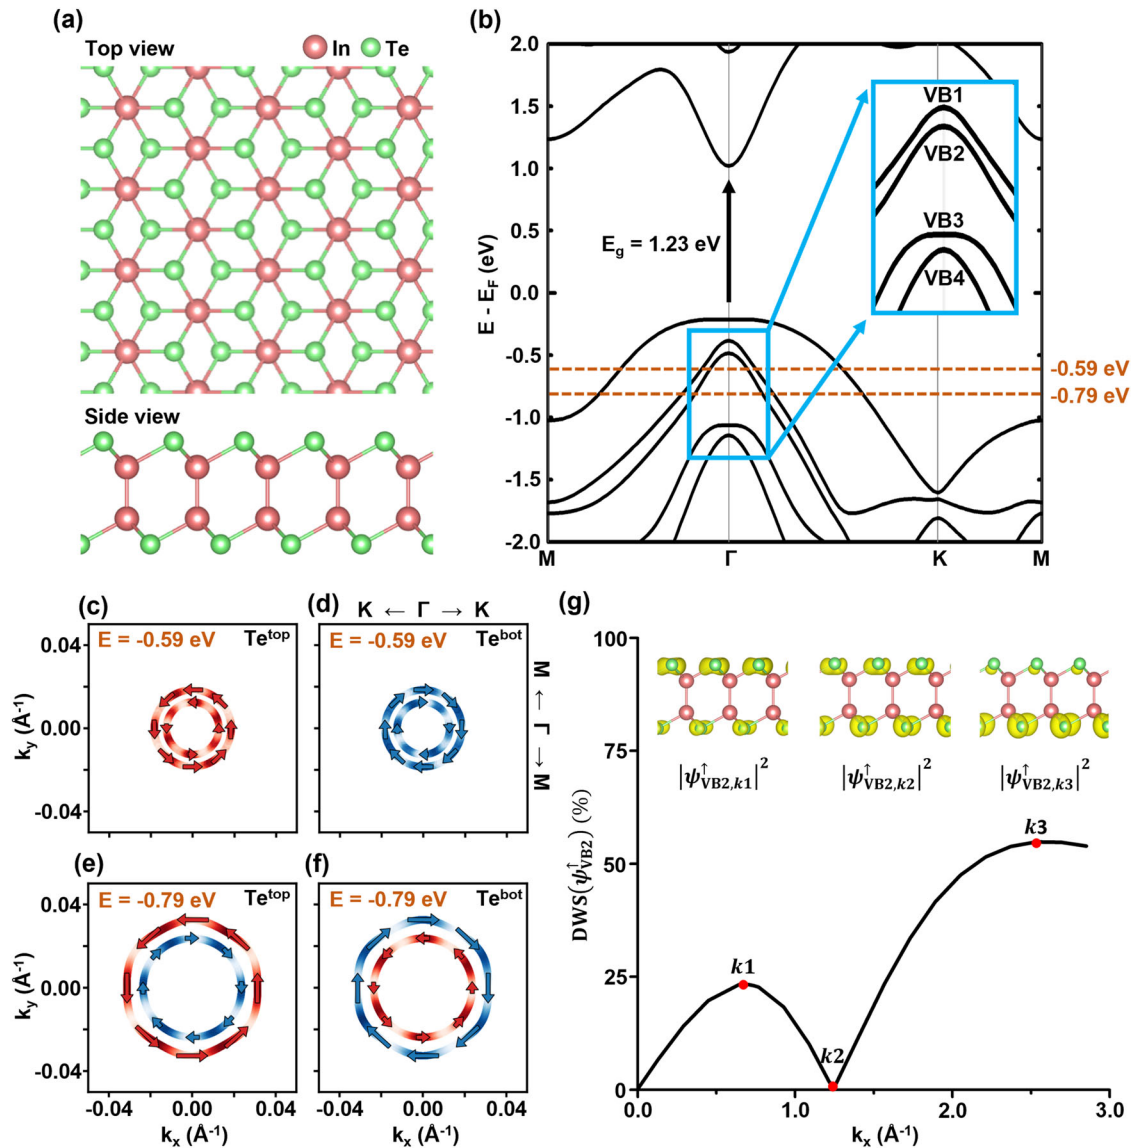 (a)
Top view
In
Te
Side view
(b)
E - E_F (eV)
2.0
1.5
1.0
0.5
0.0
-0.5
-1.0
-1.5
-2.0
M
Γ
K
M
E_g = 1.23 eV
VB1
VB2
VB3
VB4
-0.59 eV
-0.79 eV
(c)
E = -0.59 eV
Te^top
k_y (Å^-1)
0.04
0.00
-0.04
(d)
K ← Γ → K
E = -0.59 eV
Te^bot
M ← Γ → M
(e)
E = -0.79 eV
Te^top
k_y (Å^-1)
0.04
0.00
-0.04
-0.04
0.00
0.04
k_x (Å^-1)
(f)
E = -0.79 eV
Te^bot
-0.04
0.00
0.04
k_x (Å^-1)
(g)
DWS(ψ^↑_VB2) (%)
100
75
50
25
0
|ψ^↑_VB2,k1|^2
|ψ^↑_VB2,k2|^2
|ψ^↑_VB2,k3|^2
k1
k2
k3
0.0
1.0
2.0
3.0
k_x (Å^-1)